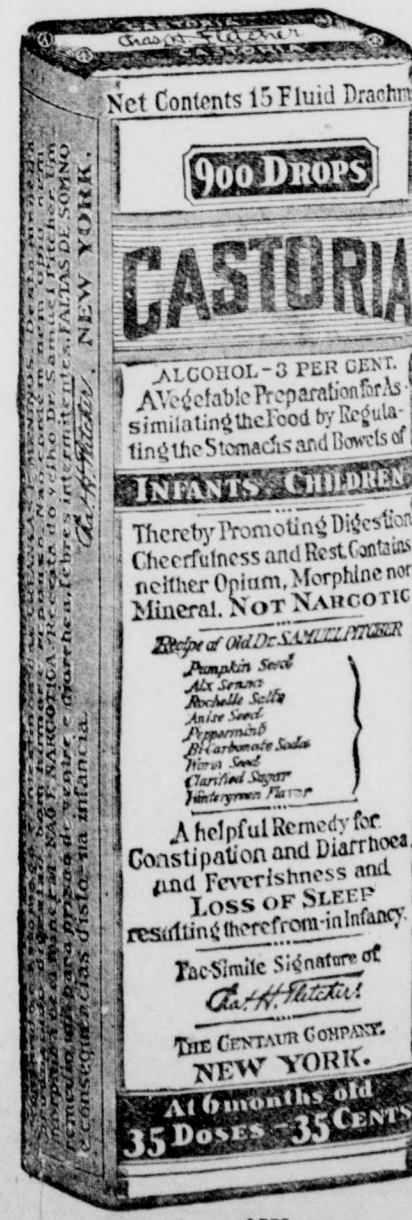 Chas. H. Fletcher
CASTORIA
Net Contents 15 Fluid Drachm
900 DROPS
CASTORIA
ALCOHOL-3 PER CENT.
A Vegetable Preparation for As-
similating the Food by Regula-
ting the Stomachs and Bowels of
INFANTS CHILDREN
Thereby Promoting Digestion
Cheerfulness and Rest. Contains
neither Opium, Morphine nor
Mineral. NOT NARCOTIC
Recipe of Old Dr. SAMUEL PITCHER
Pumpkin Seed
Alx Senna
Rochelle Salts
Anise Seed
Peppermint
Bi Carbonate Soda
Worm Seed
Clarified Sugar
Wintergreen Flavor
A helpful Remedy for
Constipation and Diarrhoea
and Feverishness and
LOSS OF SLEEP
resulting therefrom-in Infancy.
Fac-Simile Signature of
Chas. H. Fletcher.
THE CENTAUR COMPANY.
NEW YORK.
At 6 months old
35 DOSES - 35 CENTS
NAO E NARCOTICA. Receita do velho Dr. Samuel Pitcher. Um
remedio util para prizao de ventre e diarrhea, febres intermitentes, FALTAS DE SOMNO
e consequencias disto na infancia.
Chas. H. Fletcher, NEW YORK.